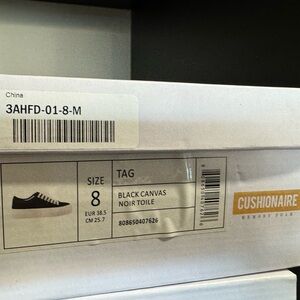 China
3AHFD-01-8-M
SIZE
8
EUR 38.5
CM 25.7
TAG
BLACK CANVAS
NOIR TOILE
808650407626
CUSHIONAIRE